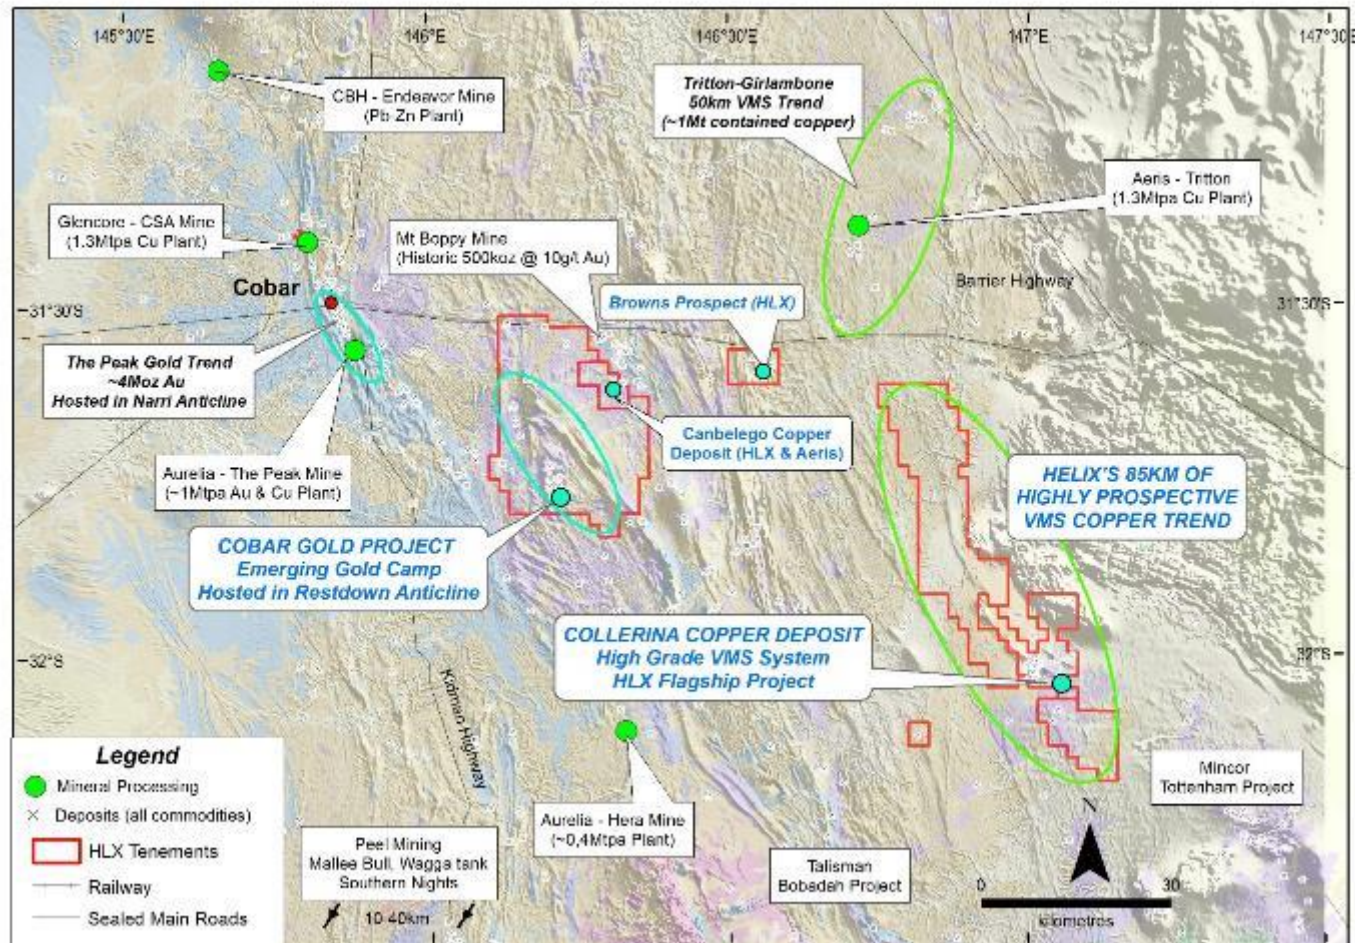 145°30'E
146°E
146°30'E
147°E
147°30'E
CBH - Endeavor Mine
(Pb Zn Plant)
Tritton-Girlambone
50km VMS Trend
(~1Mt contained copper)
Aeris - Tritton
(1.3Mtpa Cu Plant)
Glencore - CSA Mine
(1.3Mtpa Cu Plant)
Mt Boppy Mine
(Historic 500koz @ 10g/t Au)
Cobar
Barrier Highway
Browns Prospect (HLX)
31°30'S
31°30'S
The Peak Gold Trend
~4Moz Au
Hosted in Narri Anticline
Canbelego Copper
Deposit (HLX & Aeris)
Aurelia - The Peak Mine
(~1Mtpa Au & Cu Plant)
HELIX'S 85KM OF
HIGHLY PROSPECTIVE
VMS COPPER TREND
COBAR GOLD PROJECT
Emerging Gold Camp
Hosted in Restdown Anticline
COLLERINA COPPER DEPOSIT
High Grade VMS System
HLX Flagship Project
32°S
32°S
Kidman Highway
Legend
Mineral Processing
Deposits (all commodities)
HLX Tenements
Railway
Sealed Main Roads
Peel Mining
Mallee Bull, Wagga tank
Southern Nights
10-40km
Aurelia - Hera Mine
(~0,4Mtpa Plant)
Talisman
Bobadah Project
Mincor
Tottenham Project
N
0
30
kilometres